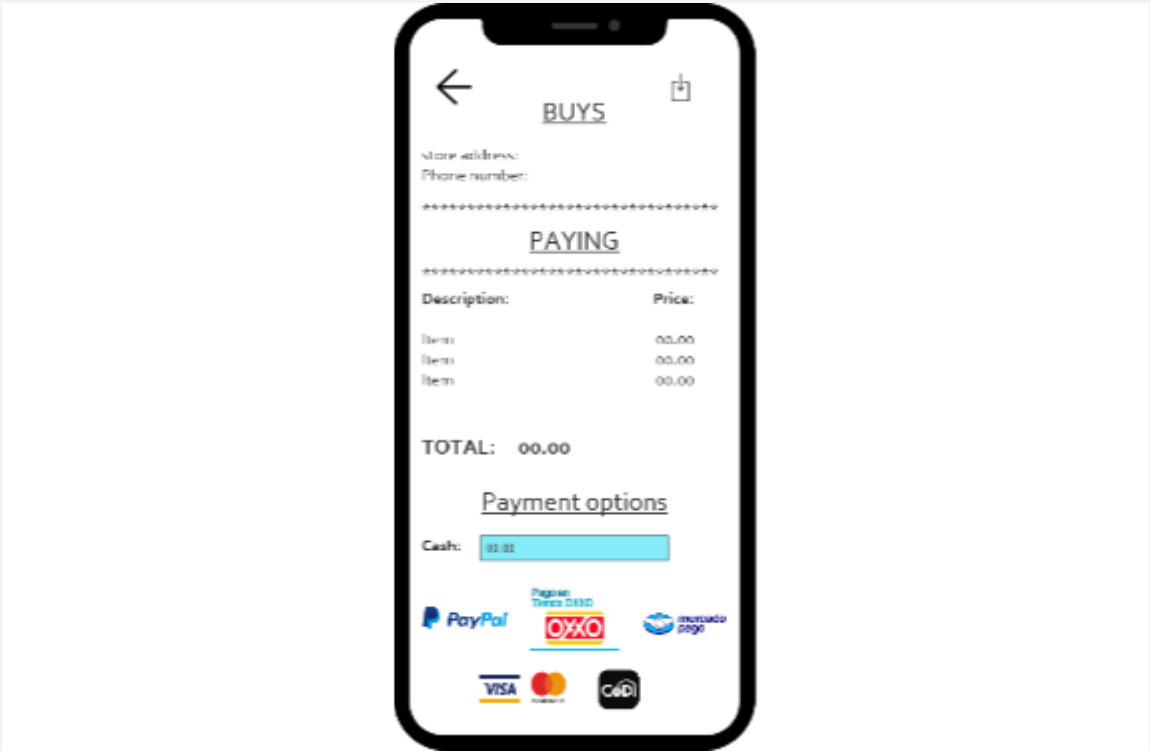 BUYS
store address:
Phone number:
**********************************
PAYING
**********************************
Description: Price:
Item 00.00
Item 00.00
Item 00.00
TOTAL: 00.00
Payment options
Cash: 00.00
Pago en
Tienda OXXO
PayPal OXXO mercado
pago
VISA CoDi